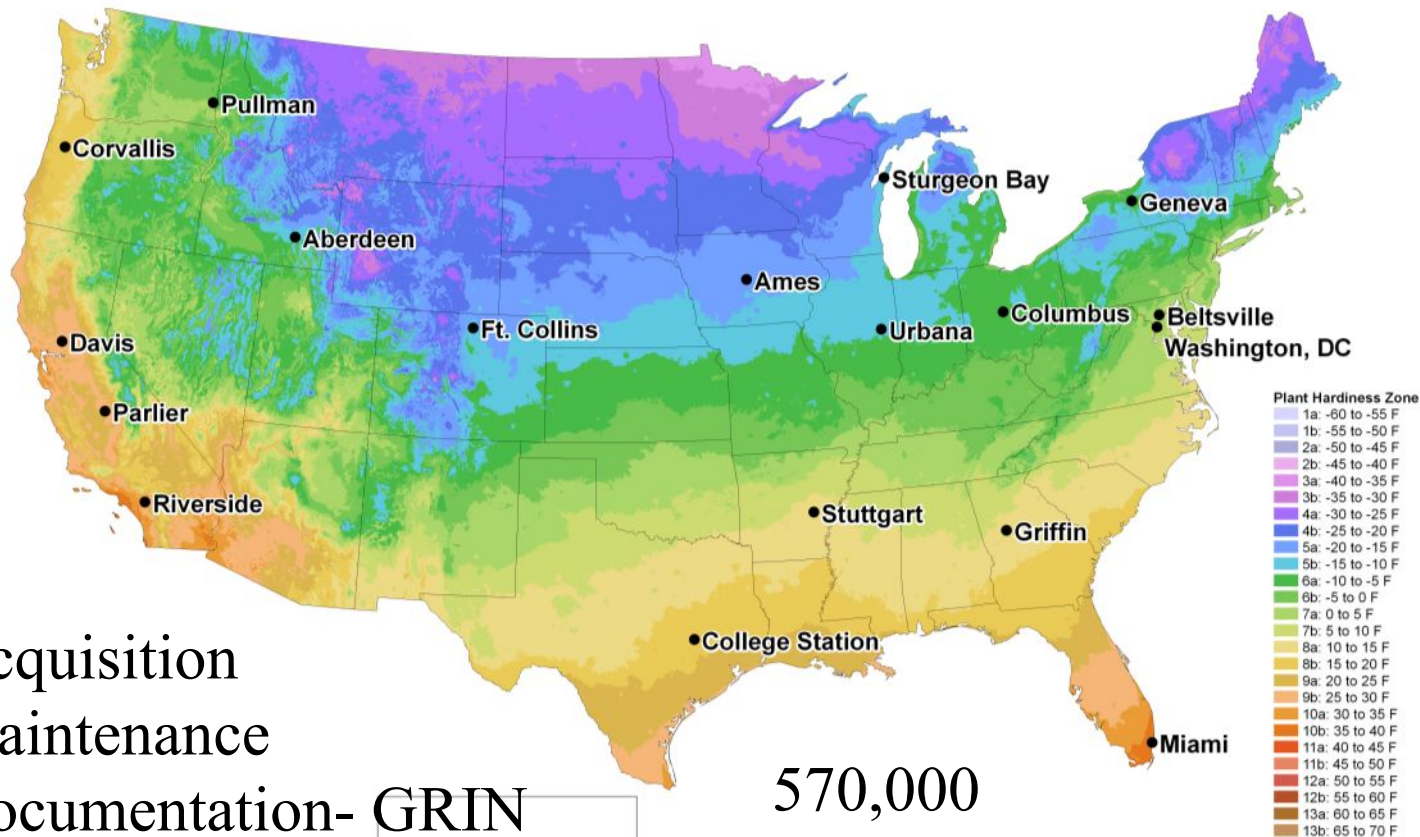 Pullman
Corvallis
Sturgeon Bay
Geneva
Aberdeen
Ames
Ft. Collins
Urbana
Columbus
Beltsville
Washington, DC
Davis
Parlier
Riverside
Stuttgart
Griffin
College Station
Miami
Plant Hardiness Zone
1a: -60 to -55 F
1b: -55 to -50 F
2a: -50 to -45 F
2b: -45 to -40 F
3a: -40 to -35 F
3b: -35 to -30 F
4a: -30 to -25 F
4b: -25 to -20 F
5a: -20 to -15 F
5b: -15 to -10 F
6a: -10 to -5 F
6b: -5 to 0 F
7a: 0 to 5 F
7b: 5 to 10 F
8a: 10 to 15 F
8b: 15 to 20 F
9a: 20 to 25 F
9b: 25 to 30 F
10a: 30 to 35 F
10b: 35 to 40 F
11a: 40 to 45 F
11b: 45 to 50 F
12a: 50 to 55 F
12b: 55 to 60 F
13a: 60 to 65 F
13b: 65 to 70 F
cquisition
aintenance
ocumentation- GRIN
570,000